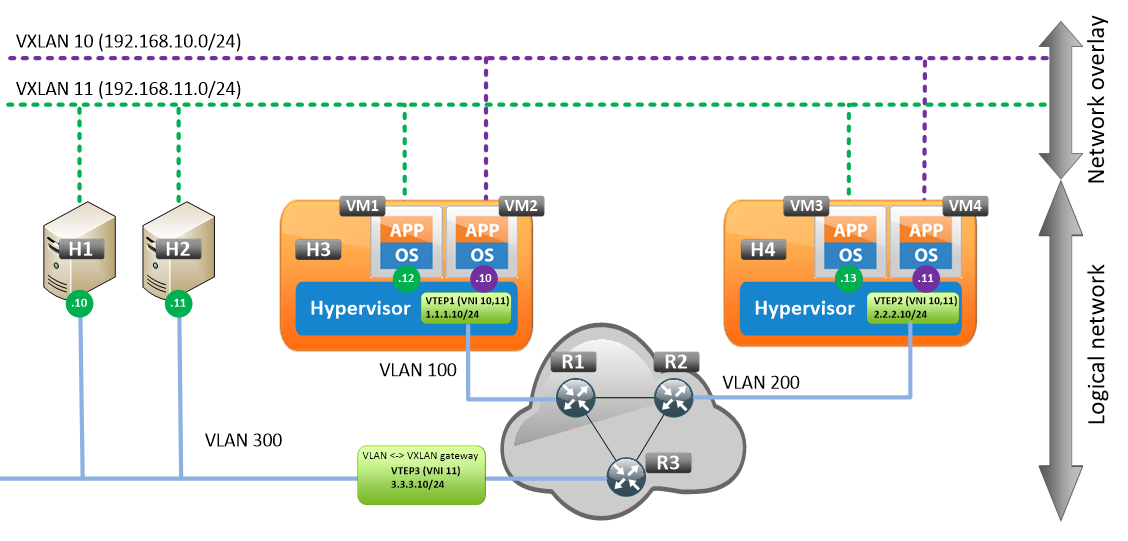 VXLAN 10 (192.168.10.0/24)
VXLAN 11 (192.168.11.0/24)
Network overlay
H1
.10
H2
.11
H3
VM1
APP
OS
.12
VM2
APP
OS
.10
Hypervisor
VTEP1 (VNI 10,11)
1.1.1.10/24
H4
VM3
APP
OS
.13
VM4
APP
OS
.11
Hypervisor
VTEP2 (VNI 10,11)
2.2.2.10/24
Logical network
VLAN 100
R1
R2
VLAN 200
VLAN 300
VLAN <-> VXLAN gateway
VTEP3 (VNI 11)
3.3.3.10/24
R3